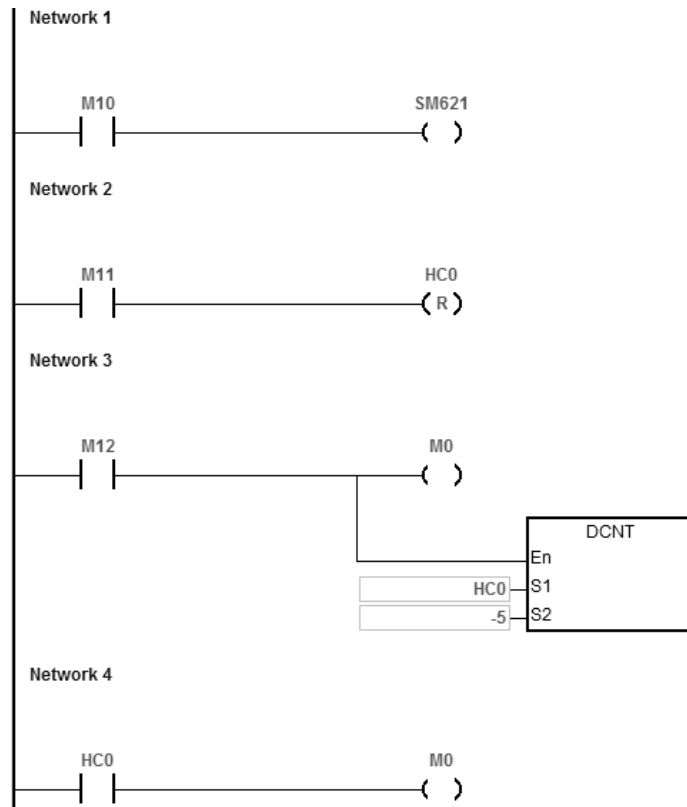 Network 1
M10 SM621
Network 2
M11 HC0
R
Network 3
M12 M0
DCNT
En
HC0 S1
-5 S2
Network 4
HC0 M0